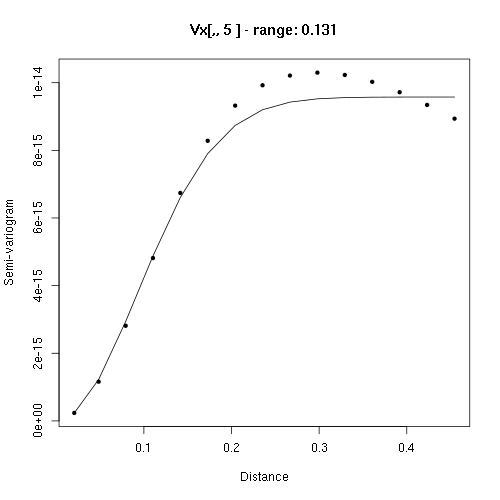 Vx[,, 5 ] - range: 0.131
1e-14
8e-15
6e-15
4e-15
2e-15
0e+00
Semi-variogram
0.1 0.2 0.3 0.4
Distance